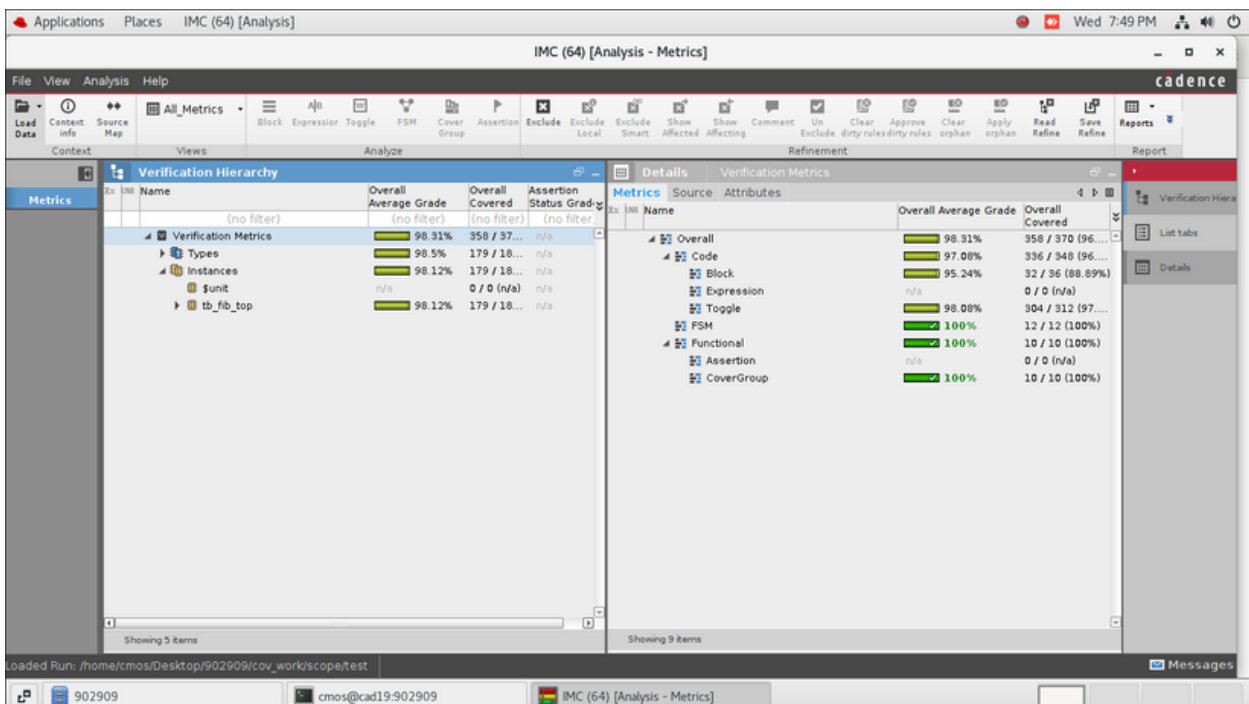 Applications Places IMC (64) [Analysis] Wed 7:49 PM
IMC (64) [Analysis - Metrics]
File View Analysis Help cādence
Load Data Context info Source Map All_Metrics Block Expression Toggle FSM Cover Group Assertion Exclude Exclude Local Exclude Smart Show Affected Show Affecting Comment Un Exclude Clear dirty rules Approve dirty rules Clear orphan Apply orphan Read Refine Save Refine Reports
Context Views Analyze Refinement Report
Metrics
Verification Hierarchy
Ex UNR Name Overall Average Grade Overall Covered Assertion Status Grade
(no filter) (no filter) (no filter) (no filter
Verification Metrics 98.31% 358 / 37... n/a
Types 98.5% 179 / 18... n/a
Instances 98.12% 179 / 18... n/a
$unit n/a 0 / 0 (n/a) n/a
tb_fib_top 98.12% 179 / 18... n/a
Showing 5 items
Details Verification Metrics
Metrics Source Attributes
Ex UNR Name Overall Average Grade Overall Covered
Overall 98.31% 358 / 370 (96....
Code 97.08% 336 / 348 (96....
Block 95.24% 32 / 36 (88.89%)
Expression n/a 0 / 0 (n/a)
Toggle 98.08% 304 / 312 (97....
FSM 100% 12 / 12 (100%)
Functional 100% 10 / 10 (100%)
Assertion n/a 0 / 0 (n/a)
CoverGroup 100% 10 / 10 (100%)
Showing 9 items
Verification Hiera
List tabs
Details
Loaded Run: /home/cmos/Desktop/902909/cov_work/scope/test Messages
902909 cmos@cad19:902909 IMC (64) [Analysis - Metrics]